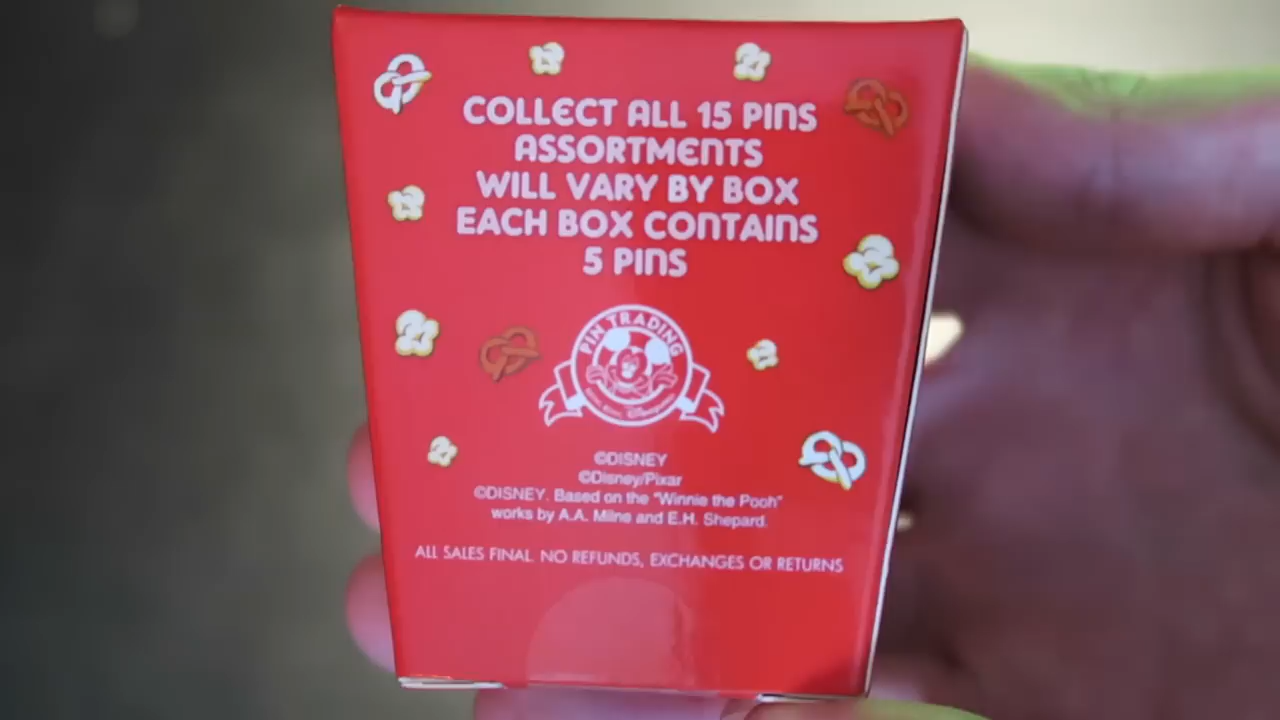 COLLECT ALL 15 PINS
ASSORTMENTS
WILL VARY BY BOX
EACH BOX CONTAINS
5 PINS
PIN TRADING
©DISNEY
©Disney/Pixar
©DISNEY. Based on the "Winnie the Pooh"
works by A.A. Milne and E.H. Shepard.
ALL SALES FINAL. NO REFUNDS, EXCHANGES OR RETURNS